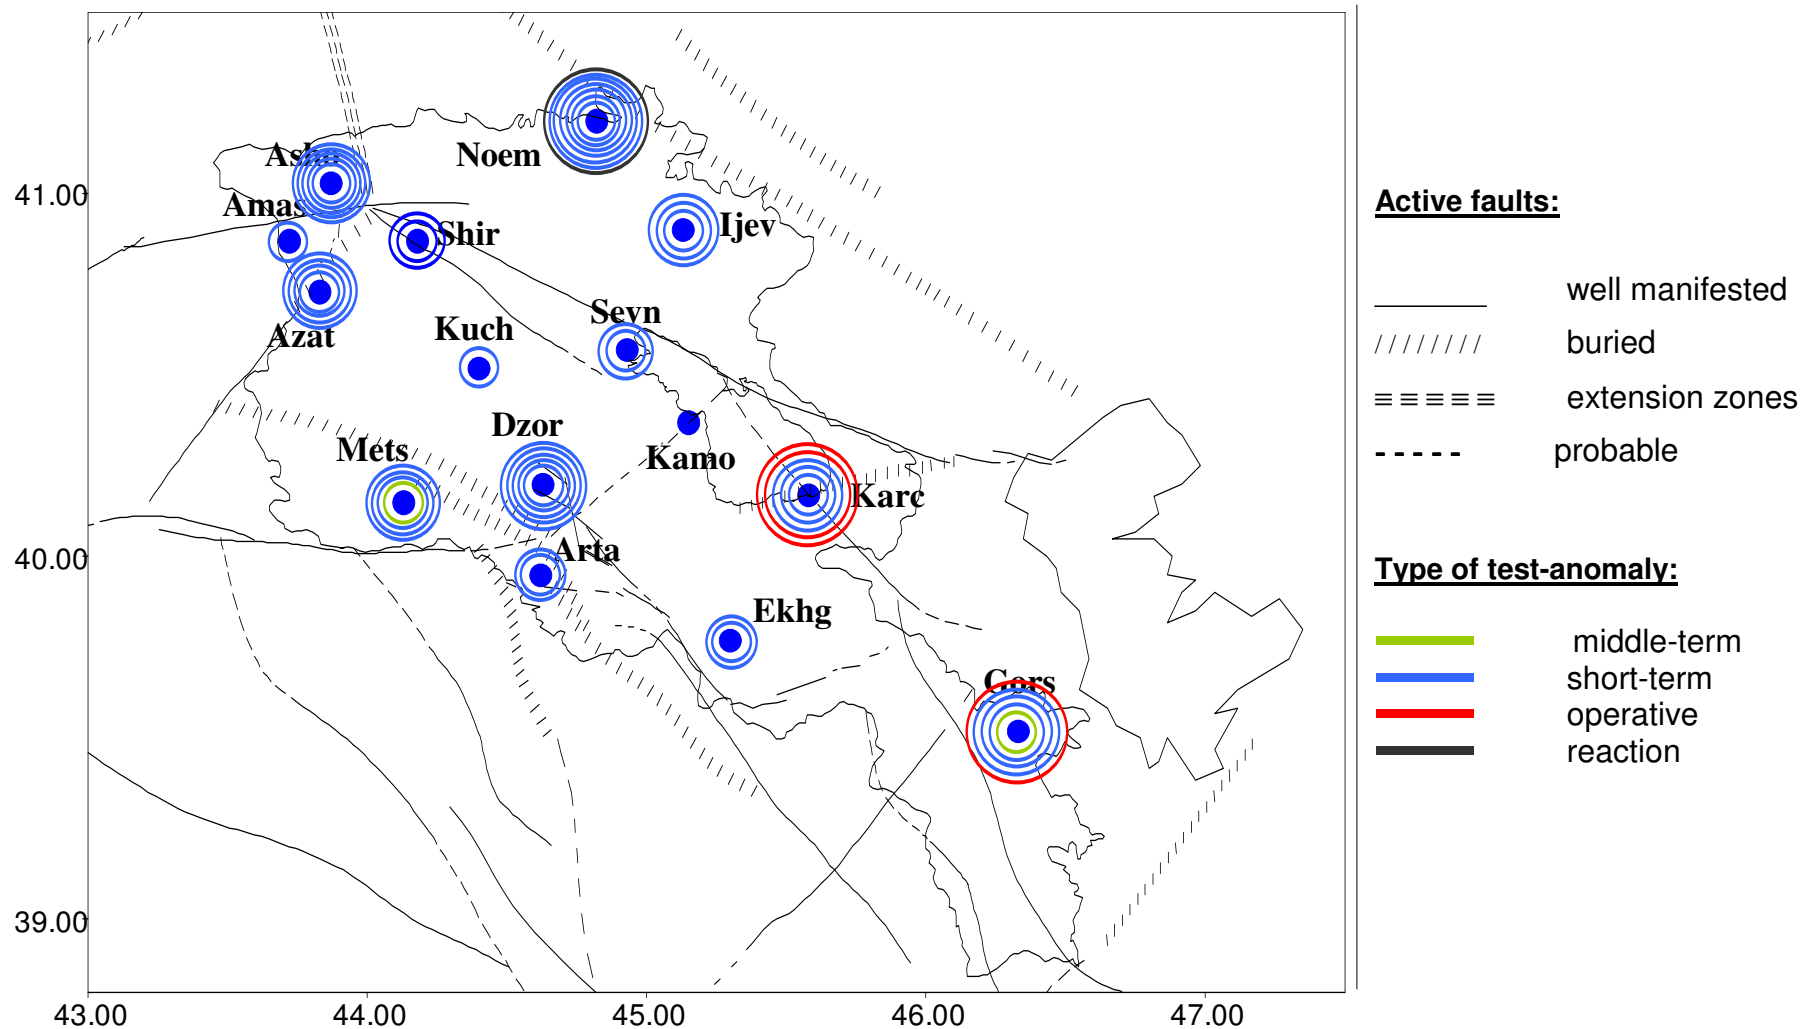 Asho
Noem
41.00
Amas
Shir
Ijev
Azat
Kuch
Sevn
Dzor
Mets
Kamo
Karc
40.00
Arta
Ekhg
Gors
39.00
43.00 44.00 45.00 46.00 47.00
Active faults:
well manifested
buried
extension zones
probable
Type of test-anomaly:
middle-term
short-term
operative
reaction